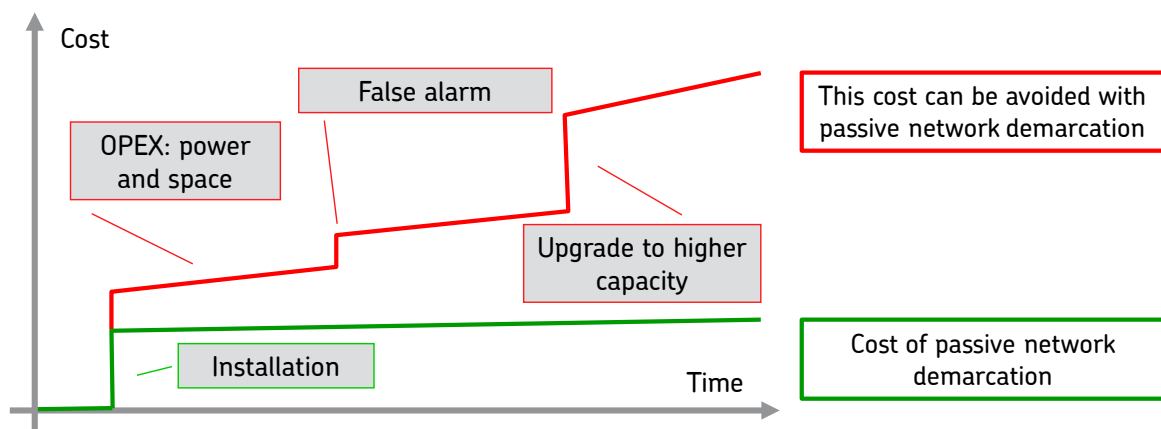 Cost
False alarm
This cost can be avoided with
passive network demarcation
OPEX: power
and space
Upgrade to higher
capacity
Installation
Time
Cost of passive network
demarcation